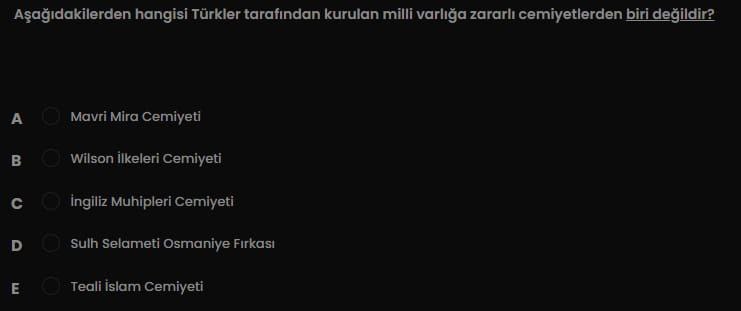 Aşağıdakilerden hangisi Türkler tarafından kurulan milli varlığa zararlı cemiyetlerden biri değildir?
A Mavri Mira Cemiyeti
B Wilson İlkeleri Cemiyeti
C İngiliz Muhipleri Cemiyeti
D Sulh Selameti Osmaniye Fırkası
E Teali İslam Cemiyeti